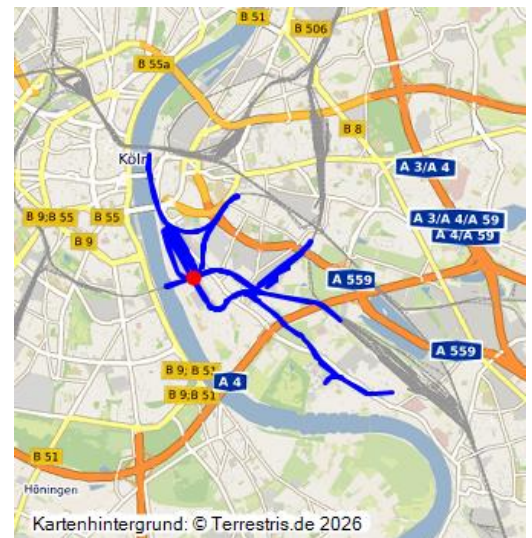 B 51
B 506
B 55a
B 8
Köln
A 3/A 4
B 9;B 55
B 55
A 3/A 4/A 59
A 4/A 59
B 9
A 559
A 559
B 9; B 51
A 4
B 9;B 51
B 51
Höningen
Kartenhintergrund: © Terrestris.de 2026